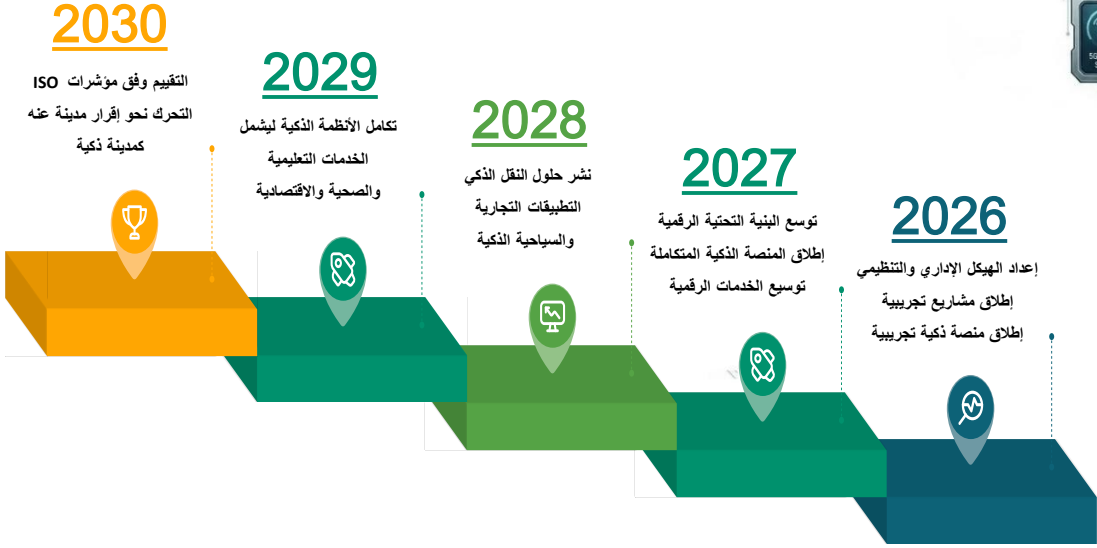 2026
إعداد الهيكل الإداري والتنظيمي
إطلاق مشاريع تجريبية
إطلاق منصة ذكية تجريبية
2027
توسع البنية التحتية الرقمية
إطلاق المنصة الذكية المتكاملة
توسيع الخدمات الرقمية
2028
نشر حلول النقل الذكي
التطبيقات التجارية
والسياحية الذكية
2029
تكامل الأنظمة الذكية ليشمل
الخدمات التعليمية
والصحية والاقتصادية
2030
التقييم وفق مؤشرات ISO
التحرك نحو إقرار مدينة عنه
كمدينة ذكية